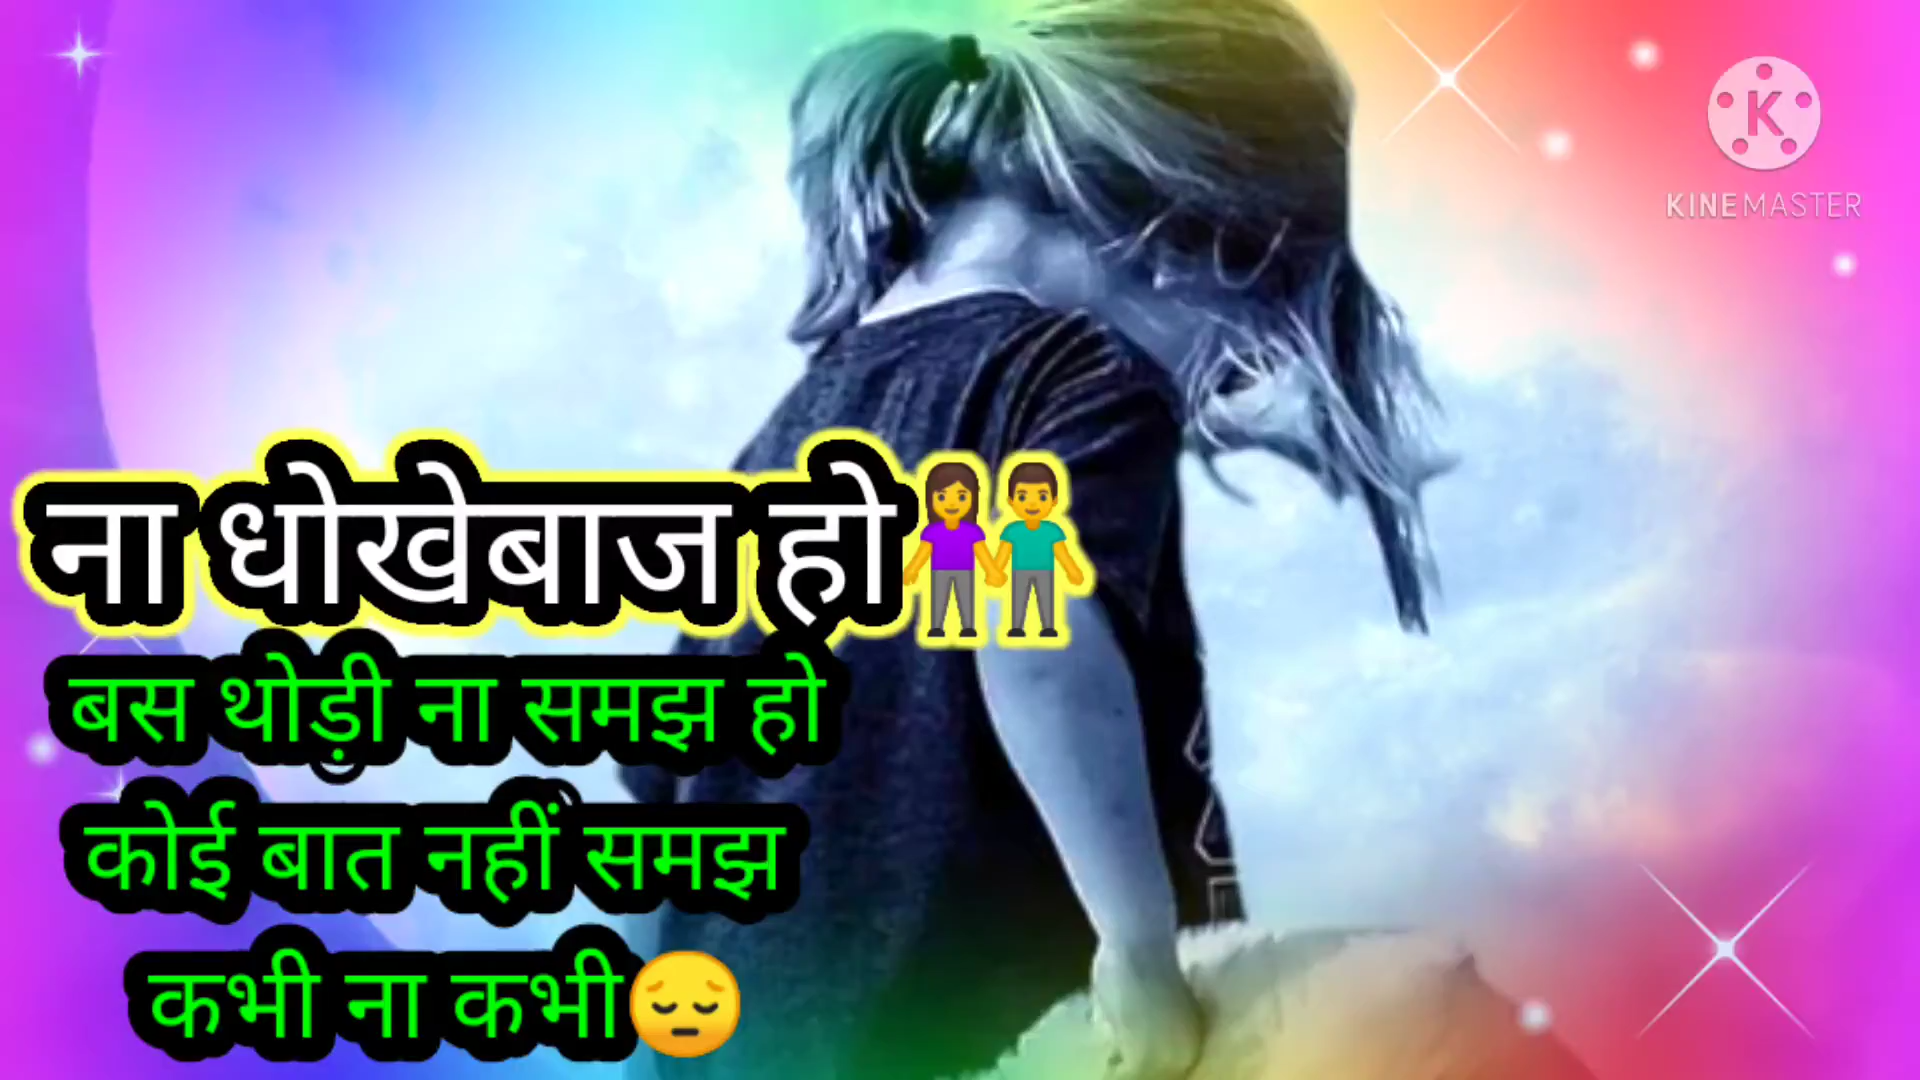 KINEMASTER
ना धोखेबाज हो👫
बस थोड़ी ना समझ हो
कोई बात नहीं समझ
कभी ना कभी😔